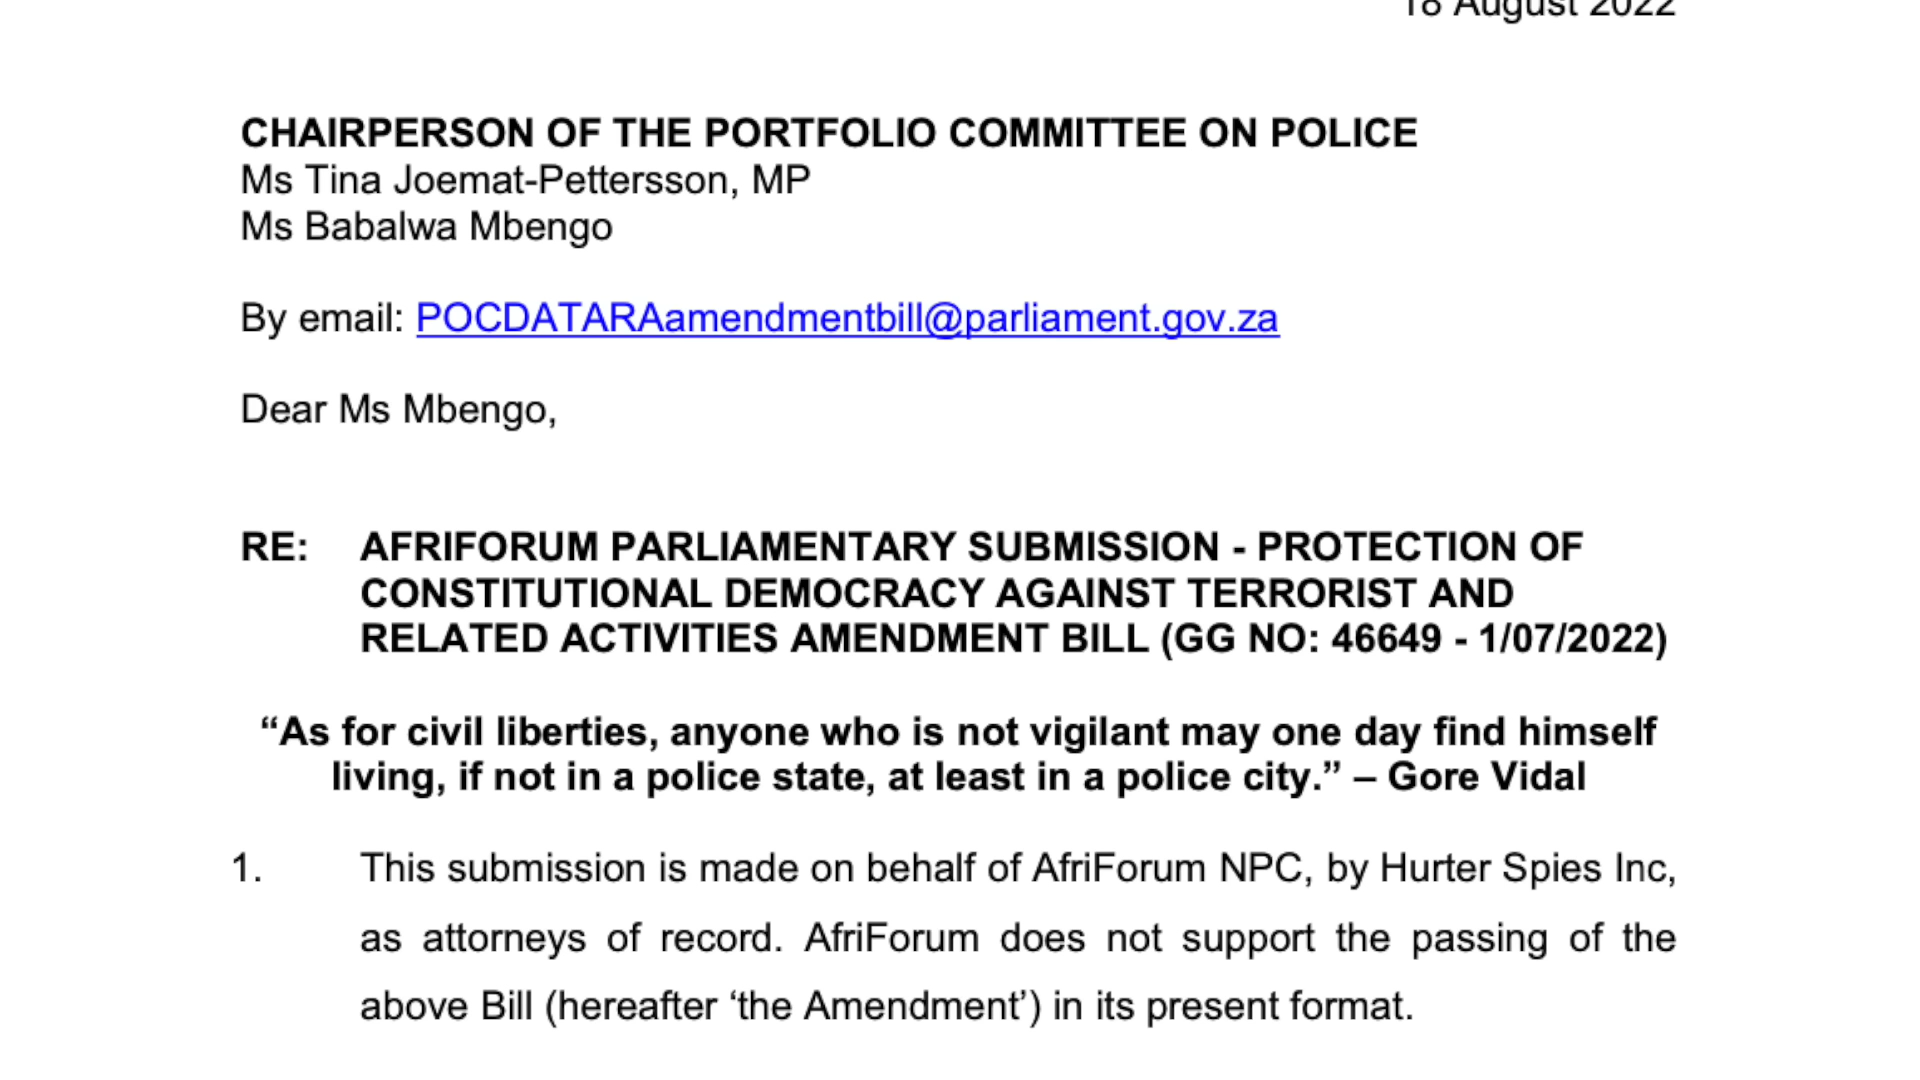 18 August 2022
CHAIRPERSON OF THE PORTFOLIO COMMITTEE ON POLICE
Ms Tina Joemat-Pettersson, MP
Ms Babalwa Mbengo
By email: POCDATARAamendmentbill@parliament.gov.za
Dear Ms Mbengo,
RE: AFRIFORUM PARLIAMENTARY SUBMISSION - PROTECTION OF
CONSTITUTIONAL DEMOCRACY AGAINST TERRORIST AND
RELATED ACTIVITIES AMENDMENT BILL (GG NO: 46649 - 1/07/2022)
“As for civil liberties, anyone who is not vigilant may one day find himself
living, if not in a police state, at least in a police city.” – Gore Vidal
1. This submission is made on behalf of AfriForum NPC, by Hurter Spies Inc,
as attorneys of record. AfriForum does not support the passing of the
above Bill (hereafter ‘the Amendment’) in its present format.